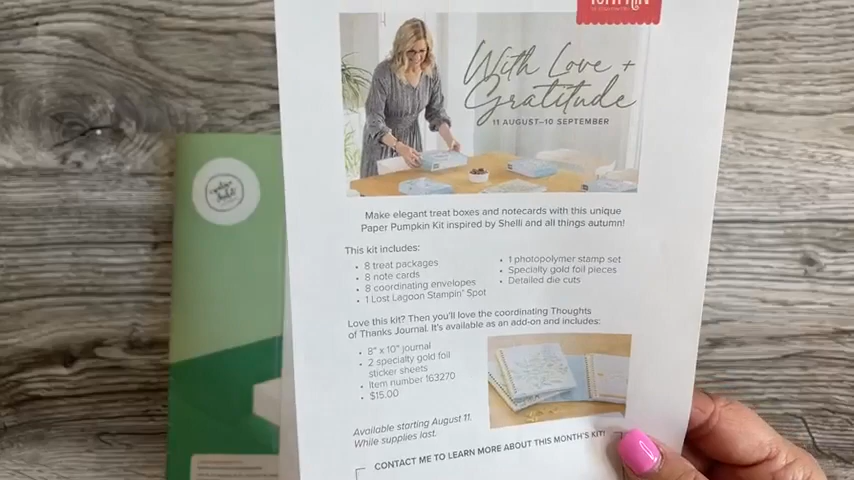 With Love +
Gratitude
11 AUGUST–10 SEPTEMBER
Make elegant treat boxes and notecards with this unique
Paper Pumpkin Kit inspired by Shelli and all things autumn!
This kit includes:
• 8 treat packages
• 8 note cards
• 8 coordinating envelopes
• 1 Lost Lagoon Stampin' Spot
• 1 photopolymer stamp set
• Specialty gold foil pieces
• Detailed die cuts
Love this kit? Then you'll love the coordinating Thoughts
of Thanks Journal. It's available as an add-on and includes:
• 8" x 10" journal
• 2 specialty gold foil
sticker sheets
• Item number 163270
• $15.00
Available starting August 11.
While supplies last.
CONTACT ME TO LEARN MORE ABOUT THIS MONTH'S KIT!